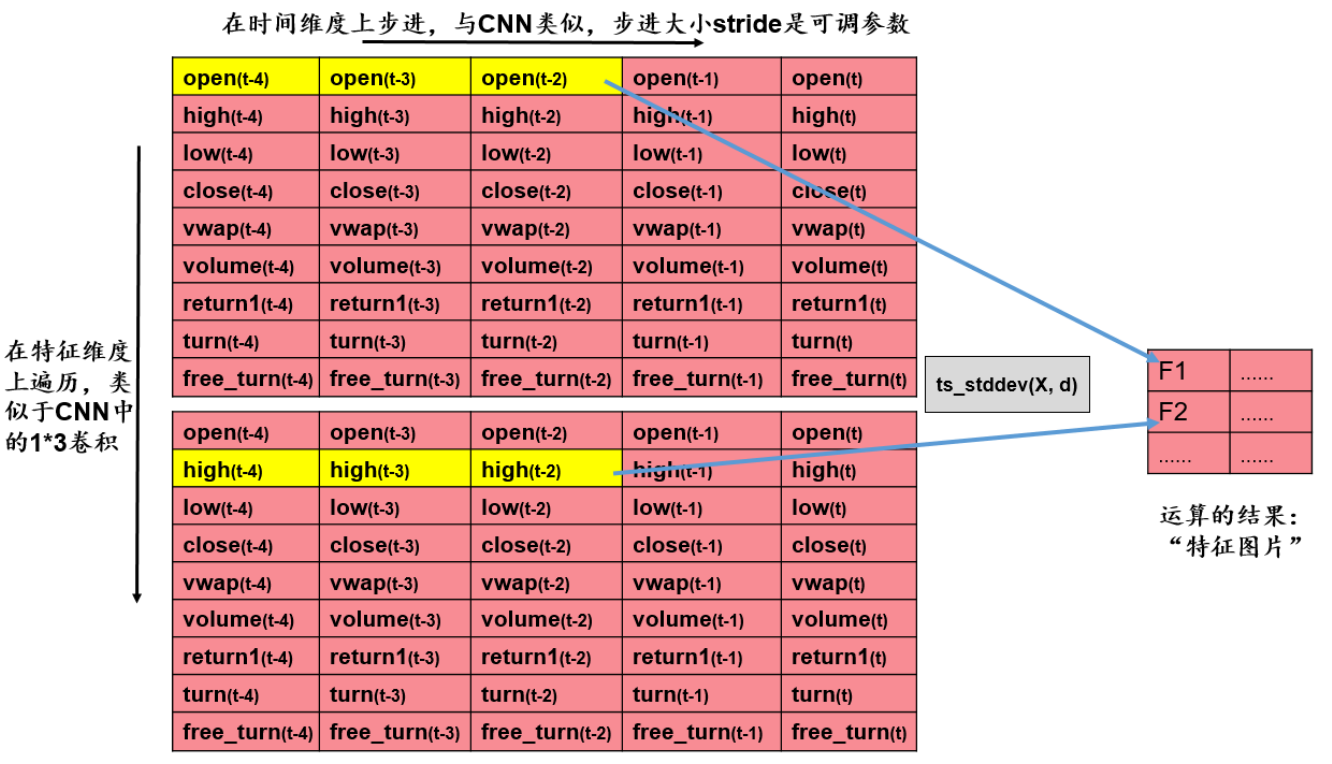 在时间维度上步进，与CNN类似，步进大小stride是可调参数
open(t-4) open(t-3) open(t-2) open(t-1) open(t)
high(t-4) high(t-3) high(t-2) high(t-1) high(t)
low(t-4) low(t-3) low(t-2) low(t-1) low(t)
close(t-4) close(t-3) close(t-2) close(t-1) close(t)
vwap(t-4) vwap(t-3) vwap(t-2) vwap(t-1) vwap(t)
volume(t-4) volume(t-3) volume(t-2) volume(t-1) volume(t)
return1(t-4) return1(t-3) return1(t-2) return1(t-1) return1(t)
turn(t-4) turn(t-3) turn(t-2) turn(t-1) turn(t)
free_turn(t-4) free_turn(t-3) free_turn(t-2) free_turn(t-1) free_turn(t)
在特征维度
上遍历，类
似于CNN中
的1*3卷积
open(t-4) open(t-3) open(t-2) open(t-1) open(t)
high(t-4) high(t-3) high(t-2) high(t-1) high(t)
low(t-4) low(t-3) low(t-2) low(t-1) low(t)
close(t-4) close(t-3) close(t-2) close(t-1) close(t)
vwap(t-4) vwap(t-3) vwap(t-2) vwap(t-1) vwap(t)
volume(t-4) volume(t-3) volume(t-2) volume(t-1) volume(t)
return1(t-4) return1(t-3) return1(t-2) return1(t-1) return1(t)
turn(t-4) turn(t-3) turn(t-2) turn(t-1) turn(t)
free_turn(t-4) free_turn(t-3) free_turn(t-2) free_turn(t-1) free_turn(t)
ts_stddev(X, d)
F1 ......
F2 ......
...... ......
运算的结果：
“特征图片”